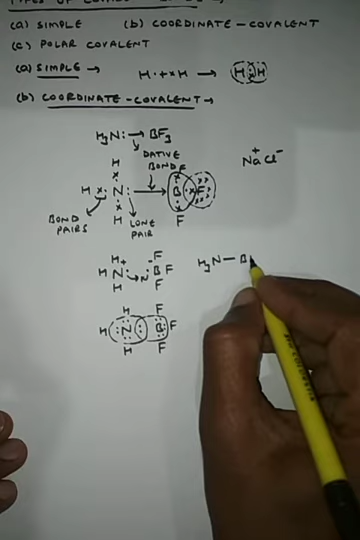 (a) SIMPLE (b) COORDINATE-COVALENT
(c) POLAR COVALENT
(a) SIMPLE → H · + × H → H × H
(b) COORDINATE-COVALENT →
H₃N: → BF₃
DATIVE BOND
Na⁺Cl⁻
H
F
H × N : → B F
H
F
BOND PAIRS
LONE PAIR
H + - F
H N B F
H F
H₃N — B
H F
H N B F
H F